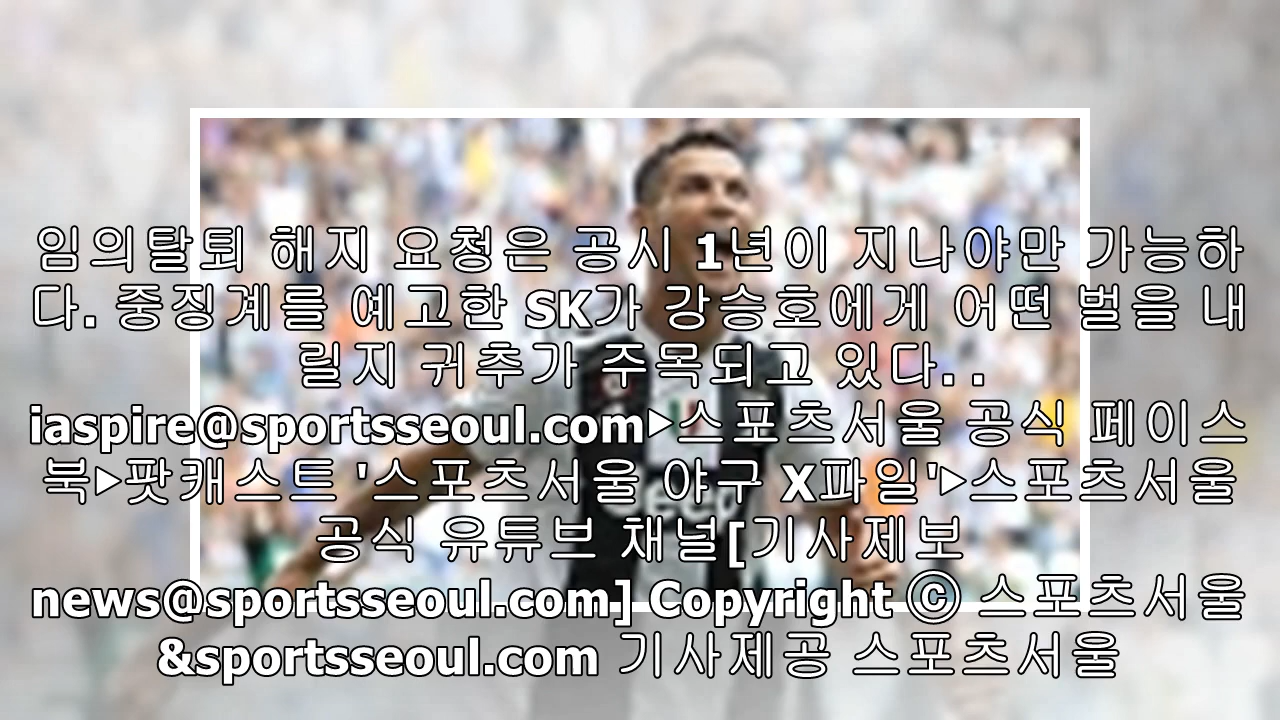 임의탈퇴 해지 요청은 공시 1년이 지나야만 가능하
다. 중징계를 예고한 SK가 강승호에게 어떤 벌을 내
릴지 귀추가 주목되고 있다. .
iaspire@sportsseoul.com▶스포츠서울 공식 페이스
북▶팟캐스트 '스포츠서울 야구 X파일'▶스포츠서울
공식 유튜브 채널[기사제보
news@sportsseoul.com] Copyright ⓒ 스포츠서울
&sportsseoul.com 기사제공 스포츠서울
Jeep